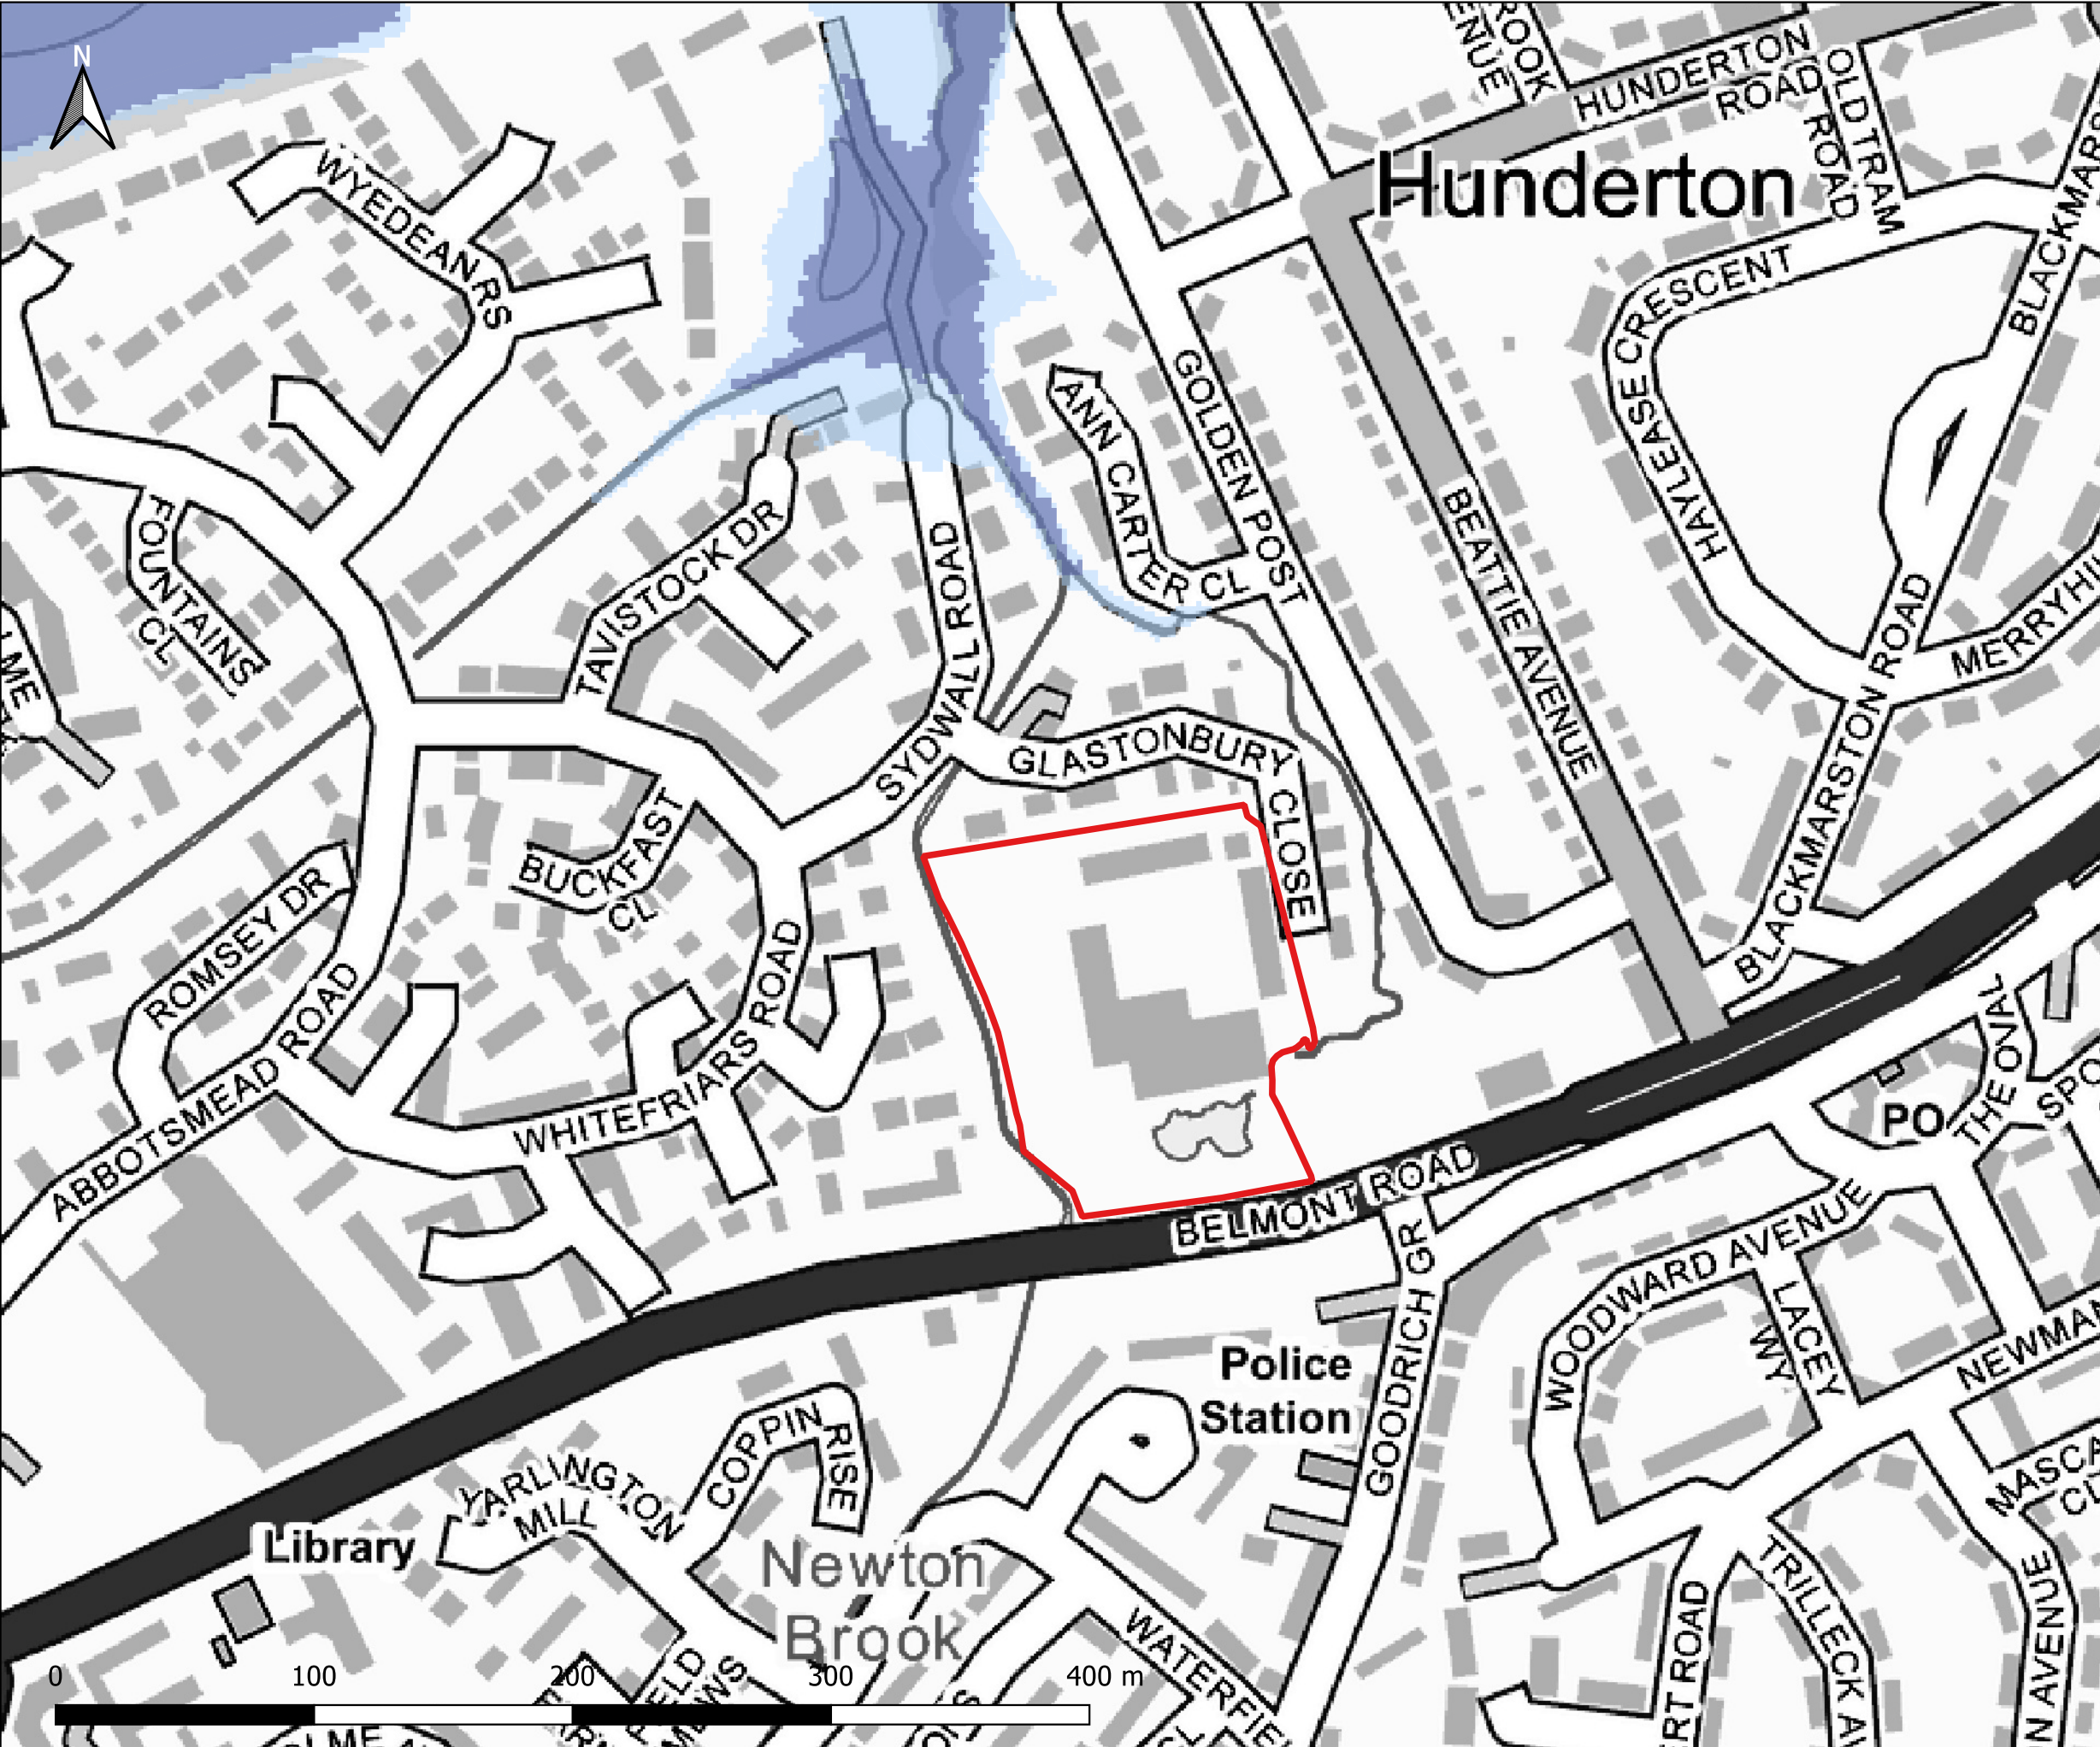 N
WYEDEAN RS
HUNDERTON
ROAD
OLD TRAM
ROAD
Hunderton
HAYLEASE CRESCENT
GOLDEN POST
ANN CARTER CL
BEATTIE AVENUE
FOUNTAINS
CL
TAVISTOCK DR
SYDWALL ROAD
GLASTONBURY CLOSE
BLACKMARSTON ROAD
BUCKFAST
CL
ROMSEY DR
ABBOTSMEAD ROAD
WHITEFRIARS ROAD
BELMONT ROAD
BLACKMARSTON ROAD
THE OVAL
PO
GOODRICH GR
WOODWARD AVENUE
LACEY
WY
Police
Station
COPPIN RISE
YARLINGTON
MILL
Library
Newton
Brook
TRILLECK AV
0 100 200 300 400 m